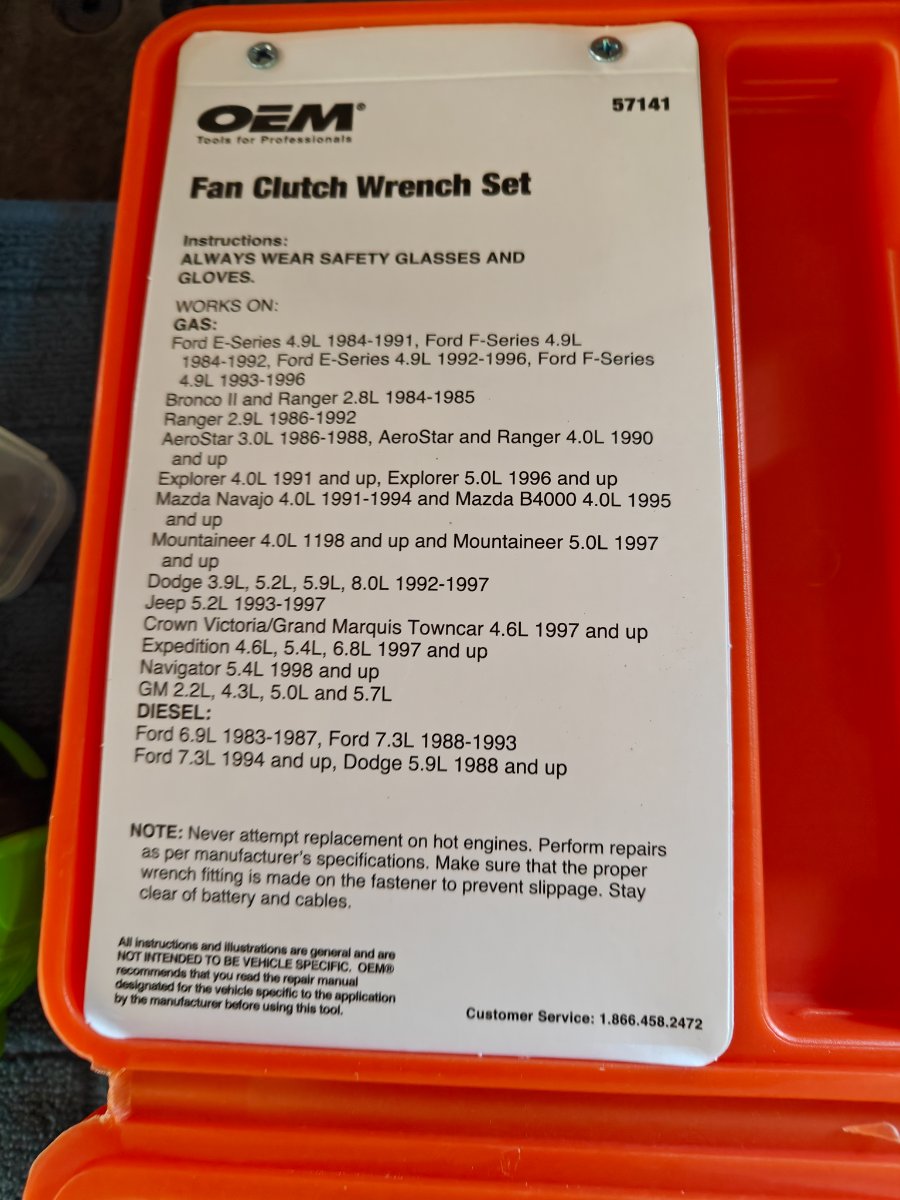 OEM®
57141
Tools for Professionals
Fan Clutch Wrench Set
Instructions:
ALWAYS WEAR SAFETY GLASSES AND
GLOVES.
WORKS ON:
GAS:
Ford E-Series 4.9L 1984-1991, Ford F-Series 4.9L
1984-1992, Ford E-Series 4.9L 1992-1996, Ford F-Series
4.9L 1993-1996
Bronco II and Ranger 2.8L 1984-1985
Ranger 2.9L 1986-1992
AeroStar 3.0L 1986-1988, AeroStar and Ranger 4.0L 1990
and up
Explorer 4.0L 1991 and up, Explorer 5.0L 1996 and up
Mazda Navajo 4.0L 1991-1994 and Mazda B4000 4.0L 1995
and up
Mountaineer 4.0L 1198 and up and Mountaineer 5.0L 1997
and up
Dodge 3.9L, 5.2L, 5.9L, 8.0L 1992-1997
Jeep 5.2L 1993-1997
Crown Victoria/Grand Marquis Towncar 4.6L 1997 and up
Expedition 4.6L, 5.4L, 6.8L 1997 and up
Navigator 5.4L 1998 and up
GM 2.2L, 4.3L, 5.0L and 5.7L
DIESEL:
Ford 6.9L 1983-1987, Ford 7.3L 1988-1993
Ford 7.3L 1994 and up, Dodge 5.9L 1988 and up
NOTE: Never attempt replacement on hot engines. Perform repairs
as per manufacturer's specifications. Make sure that the proper
wrench fitting is made on the fastener to prevent slippage. Stay
clear of battery and cables.
All instructions and illustrations are general and are
NOT INTENDED TO BE VEHICLE SPECIFIC. OEM®
recommends that you read the repair manual
designated for the vehicle specific to the application
by the manufacturer before using this tool.
Customer Service: 1.866.458.2472